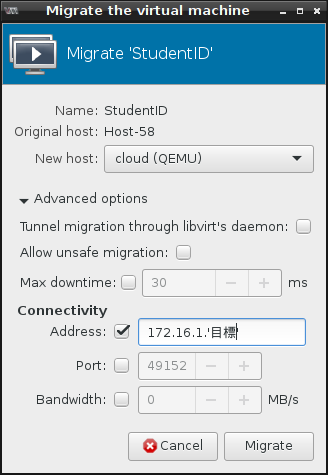 Migrate the virtual machine
Migrate 'StudentID'
Name: StudentID
Original host: Host-58
New host: cloud (QEMU)
Advanced options
Tunnel migration through libvirt's daemon:
Allow unsafe migration:
Max downtime: 30 ms
Connectivity
Address: 172.16.1.'目標'
Port: 49152
Bandwidth: 0 MB/s
Cancel Migrate